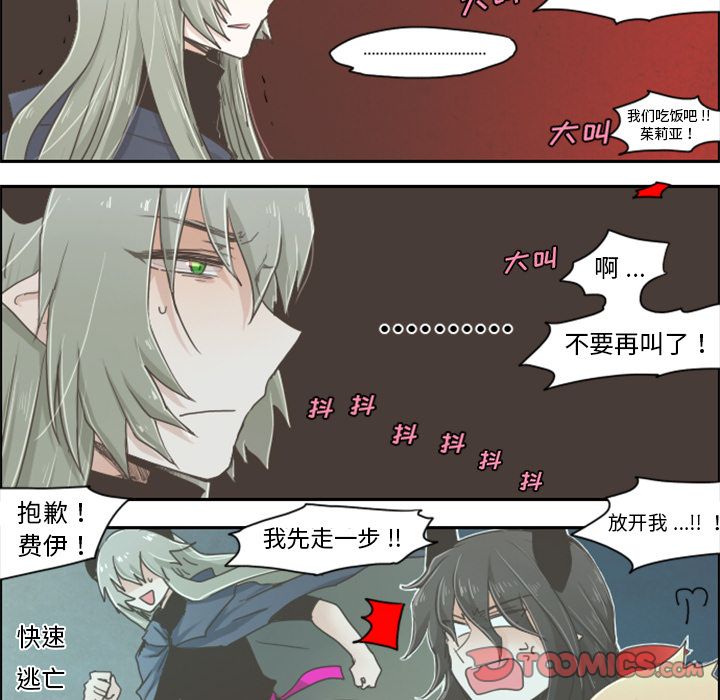 大叫
....................................
大叫
我们吃饭吧 !!
茱莉亚！
大叫
啊 ...
不要再叫了！
抖 抖 抖 抖 抖 抖
抱歉！
费伊！
我先走一步 !!
放开我 ...!! ！
快速
逃亡
TOOMICS.COM